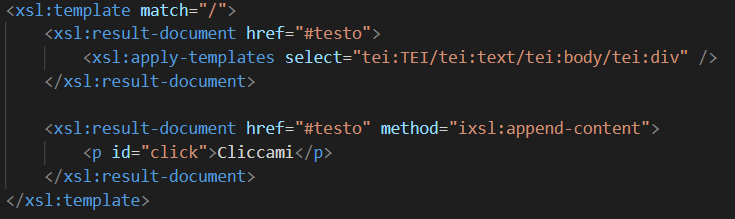 <xsl:template match="/">
    <xsl:result-document href="#testo">
        <xsl:apply-templates select="tei:TEI/tei:text/tei:body/tei:div" />
    </xsl:result-document>

    <xsl:result-document href="#testo" method="ixsl:append-content">
        <p id="click">Cliccami</p>
    </xsl:result-document>
</xsl:template>